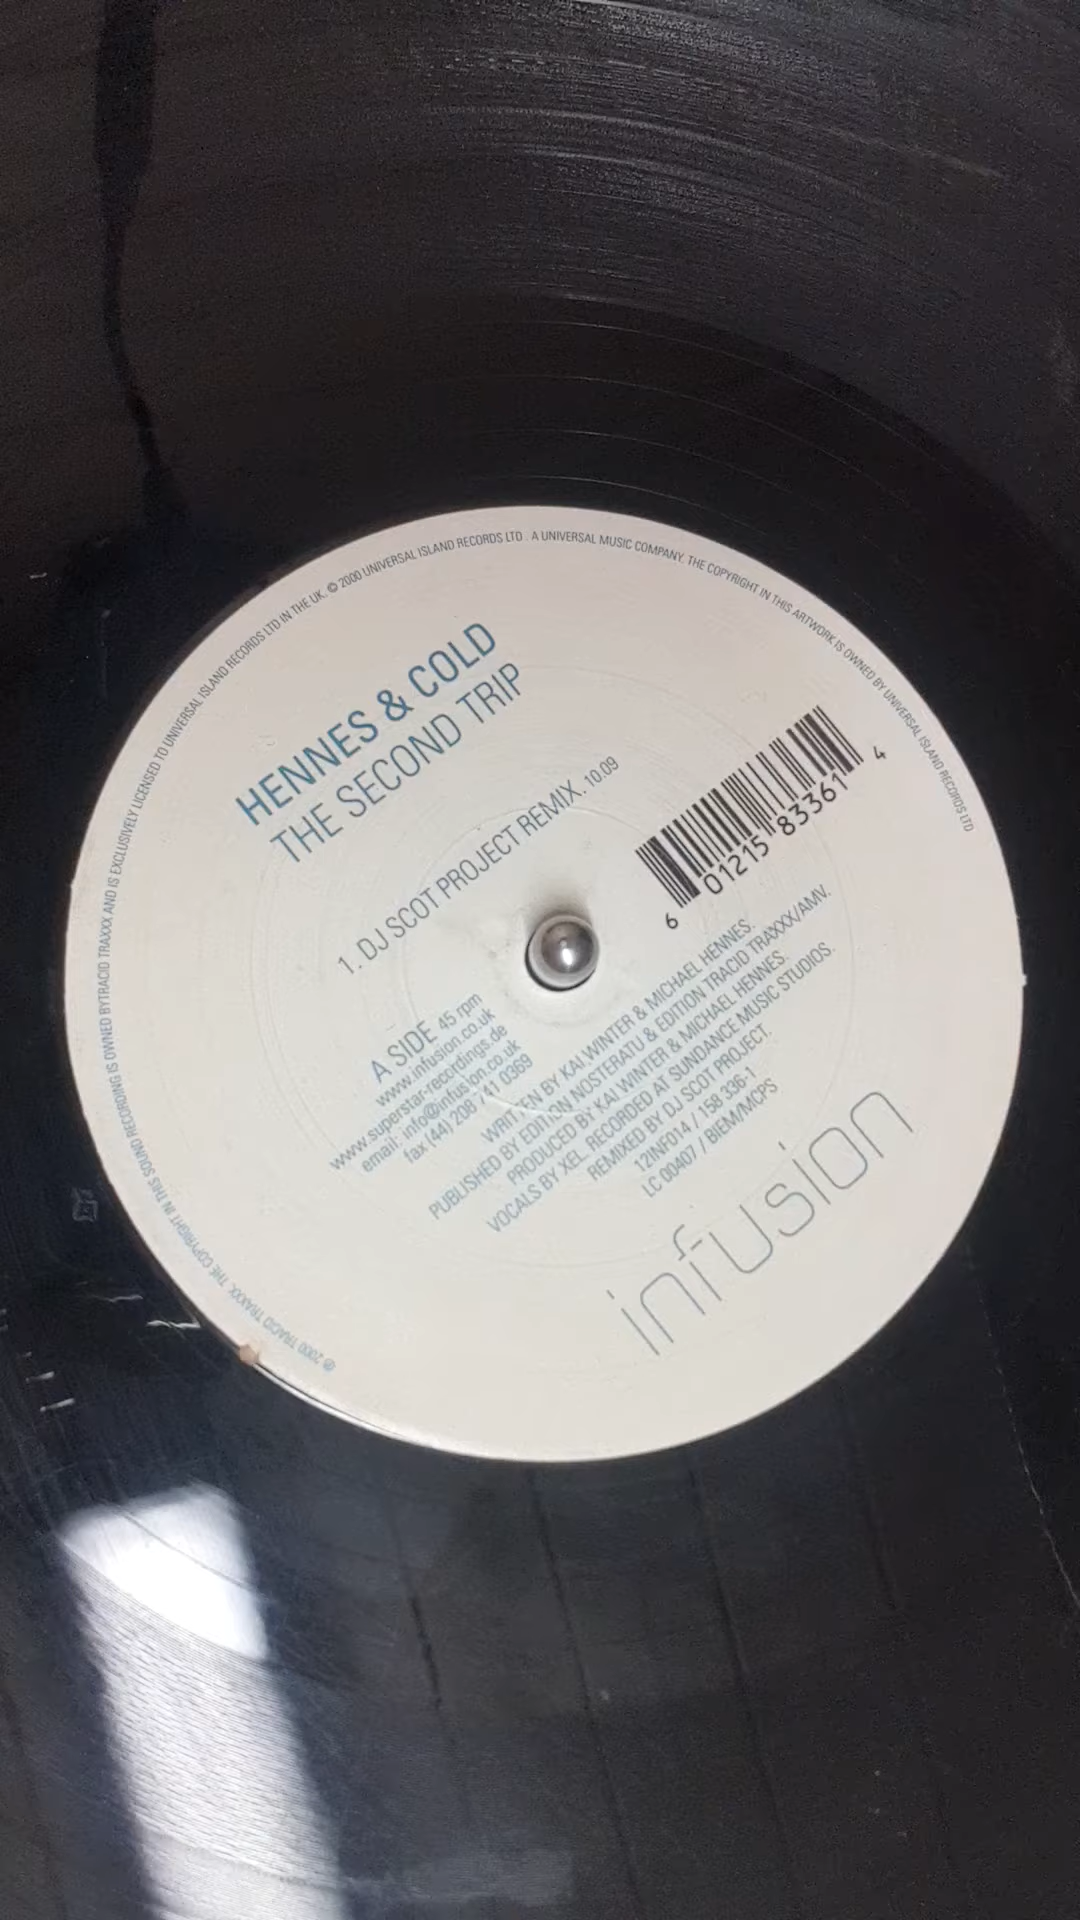 ℗ 2000 TRACID TRAXXX. THE COPYRIGHT IN THIS SOUND RECORDING IS OWNED BYTRACID TRAXXX AND IS EXCLUSIVELY LICENSED TO UNIVERSAL ISLAND RECORDS LTD IN THE UK. © 2000 UNIVERSAL ISLAND RECORDS LTD . A UNIVERSAL MUSIC COMPANY. THE COPYRIGHT IN THIS ARTWORK IS OWNED BY UNIVERSAL ISLAND RECORDS LTD
HENNES & COLD
THE SECOND TRIP
1. DJ SCOT PROJECT REMIX. 10.09
6 01215 83361 4
A SIDE 45 rpm
www.infusion.co.uk
www.superstar-recordings.de
email: info@infusion.co.uk
fax (44) 208 741 0369
WRITTEN BY KAI WINTER & MICHAEL HENNES.
PUBLISHED BY EDITION NOSTERATU & EDITION TRACID TRAXXX/AMV.
PRODUCED BY KAI WINTER & MICHAEL HENNES.
VOCALS BY XEL. RECORDED AT SUNDANCE MUSIC STUDIOS.
REMIXED BY DJ SCOT PROJECT.
12INF014 / 158 336-1
LC 00407 / BIEM/MCPS
infusion